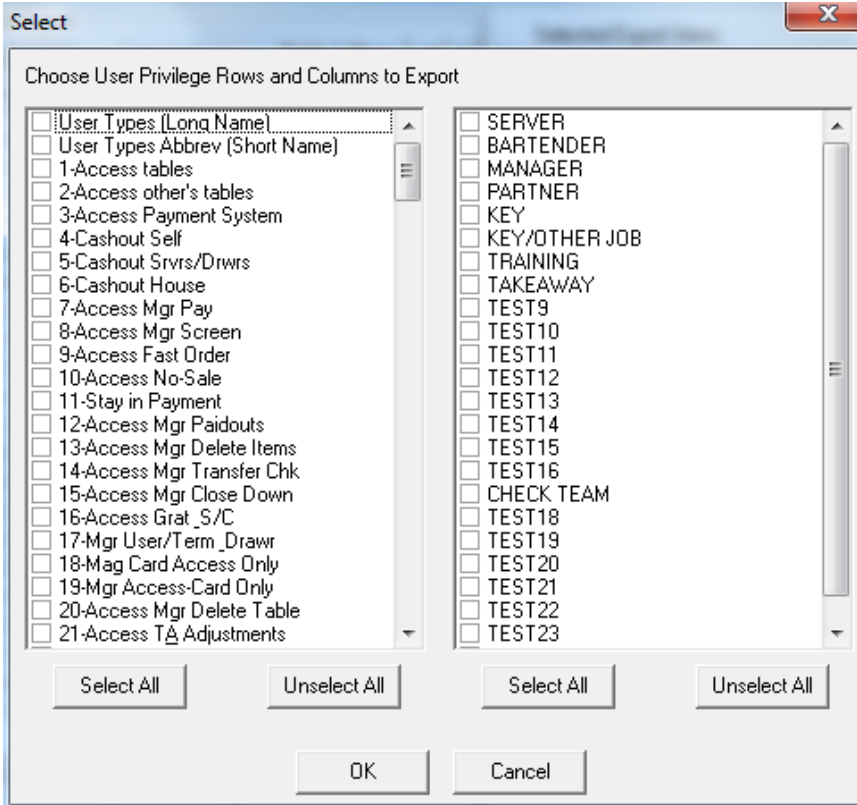 Select
Choose User Privilege Rows and Columns to Export
User Types (Long Name)
User Types Abbrev (Short Name)
1-Access tables
2-Access other's tables
3-Access Payment System
4-Cashout Self
5-Cashout Srvrs/Drwrs
6-Cashout House
7-Access Mgr Pay
8-Access Mgr Screen
9-Access Fast Order
10-Access No-Sale
11-Stay in Payment
12-Access Mgr Paidouts
13-Access Mgr Delete Items
14-Access Mgr Transfer Chk
15-Access Mgr Close Down
16-Access Grat_S/C
17-Mgr User/Term_Drawr
18-Mag Card Access Only
19-Mgr Access-Card Only
20-Access Mgr Delete Table
21-Access TA Adjustments
SERVER
BARTENDER
MANAGER
PARTNER
KEY
KEY/OTHER JOB
TRAINING
TAKEAWAY
TEST9
TEST10
TEST11
TEST12
TEST13
TEST14
TEST15
TEST16
CHECK TEAM
TEST18
TEST19
TEST20
TEST21
TEST22
TEST23
Select All
Unselect All
Select All
Unselect All
OK
Cancel